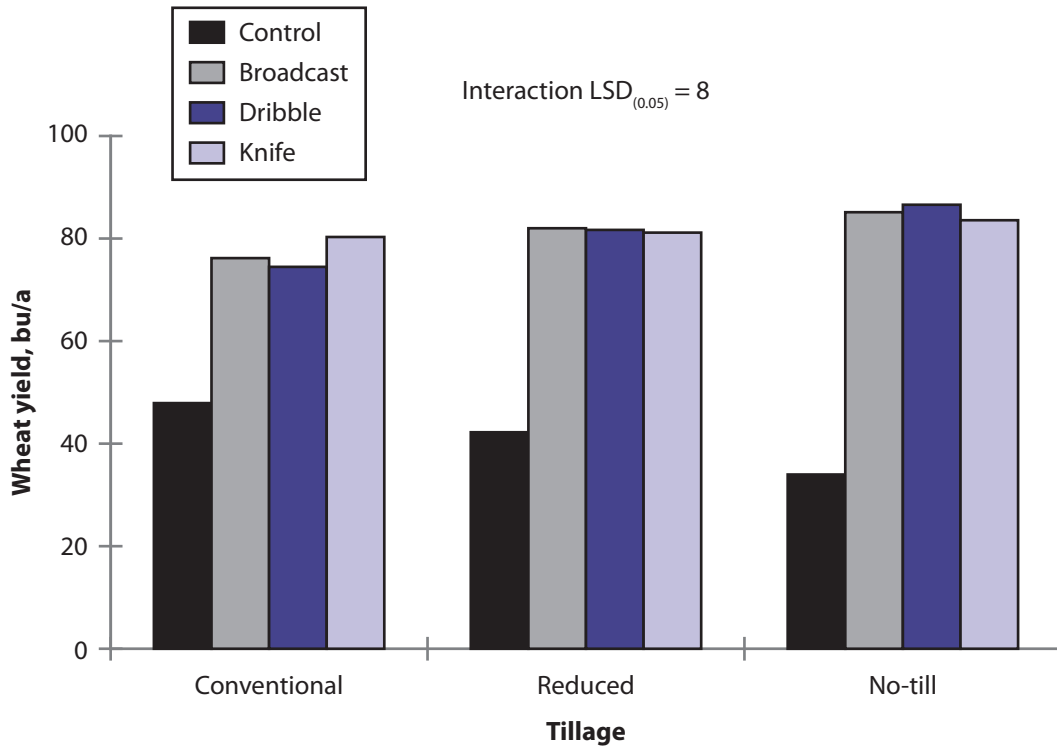 Control
Broadcast
Dribble
Knife
Interaction LSD(0.05) = 8
Wheat yield, bu/a
100
80
60
40
20
0
Conventional
Reduced
No-till
Tillage